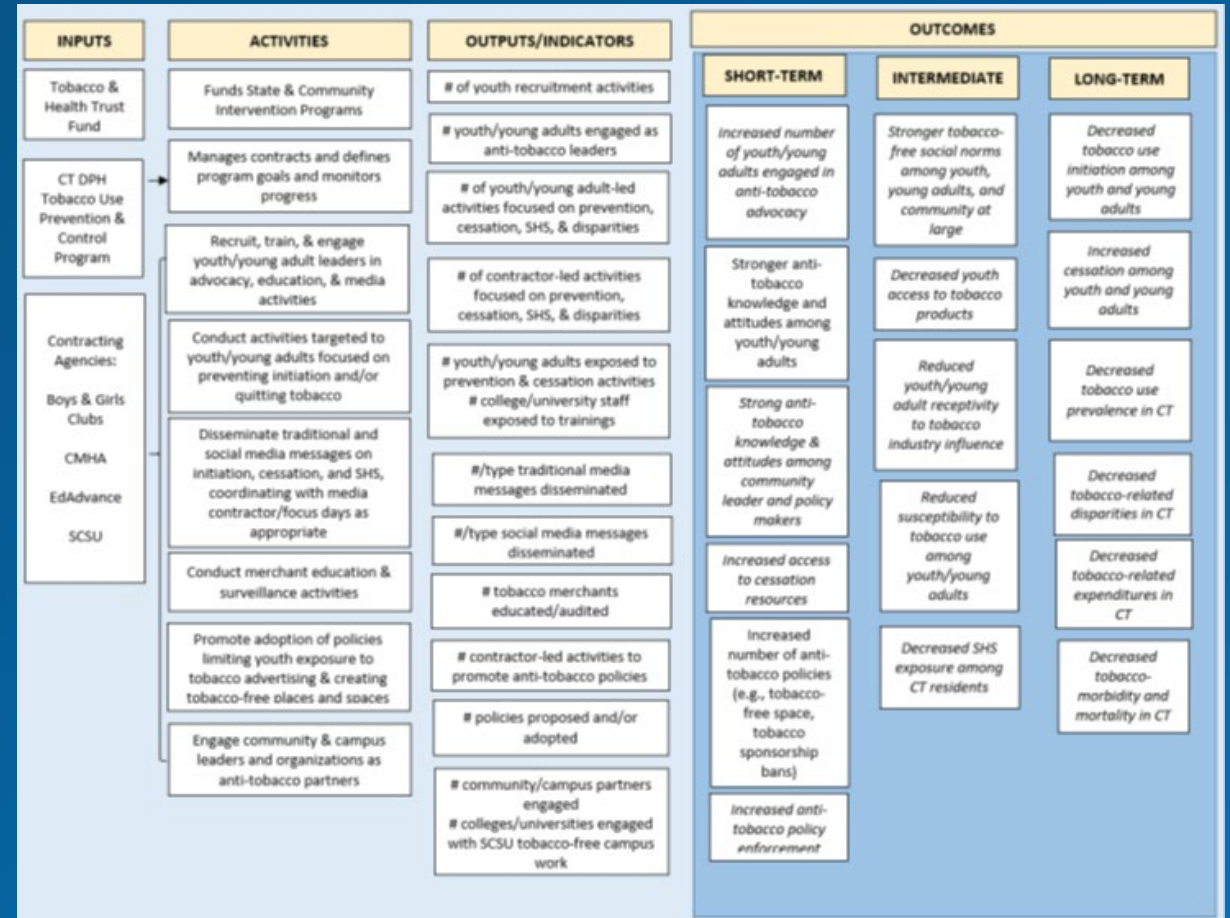 INPUTS
Tobacco &
Health Trust
Fund
CT DPH
Tobacco Use
Prevention &
Control
Program
Contracting
Agencies:
Boys & Girls
Clubs
CMHA
EdAdvance
SCSU
ACTIVITIES
Funds State & Community
Intervention Programs
Manages contracts and defines
program goals and monitors
progress
Recruit, train, & engage
youth/young adult leaders in
advocacy, education, & media
activities
Conduct activities targeted to
youth/young adults focused on
preventing initiation and/or
quitting tobacco
Disseminate traditional and
social media messages on
initiation, cessation, and SHS,
coordinating with media
contractor/focus days as
appropriate
Conduct merchant education &
surveillance activities
Promote adoption of policies
limiting youth exposure to
tobacco advertising & creating
tobacco-free places and spaces
Engage community & campus
leaders and organizations as
anti-tobacco partners
OUTPUTS/INDICATORS
# of youth recruitment activities
# youth/young adults engaged as
anti-tobacco leaders
# of youth/young adult-led
activities focused on prevention,
cessation, SHS, & disparities
# of contractor-led activities
focused on prevention,
cessation, SHS, & disparities
# youth/young adults exposed to
prevention & cessation activities
# college/university staff
exposed to trainings
#/type traditional media
messages disseminated
#/type social media messages
disseminated
# tobacco merchants
educated/audited
# contractor-led activities to
promote anti-tobacco policies
# policies proposed and/or
adopted
# community/campus partners
engaged
# colleges/universities engaged
with SCSU tobacco-free campus
work
OUTCOMES
SHORT-TERM
Increased number
of youth/young
adults engaged in
anti-tobacco
advocacy
Stronger anti-
tobacco
knowledge and
attitudes among
youth/young
adults
Strong anti-
tobacco
knowledge &
attitudes among
community
leader and policy
makers
Increased access
to cessation
resources
Increased
number of anti-
tobacco policies
(e.g., tobacco-
free space,
tobacco
sponsorship
bans)
Increased anti-
tobacco policy
enforcement
INTERMEDIATE
Stronger tobacco-
free social norms
among youth,
young adults, and
community at
large
Decreased youth
access to tobacco
products
Reduced
youth/young
adult receptivity
to tobacco
industry influence
Reduced
susceptibility to
tobacco use
among
youth/young
adults
Decreased SHS
exposure among
CT residents
LONG-TERM
Decreased
tobacco use
initiation among
youth and young
adults
Increased
cessation among
youth and young
adults
Decreased
tobacco use
prevalence in CT
Decreased
tobacco-related
disparities in CT
Decreased
tobacco-related
expenditures in
CT
Decreased
tobacco-
morbidity and
mortality in CT